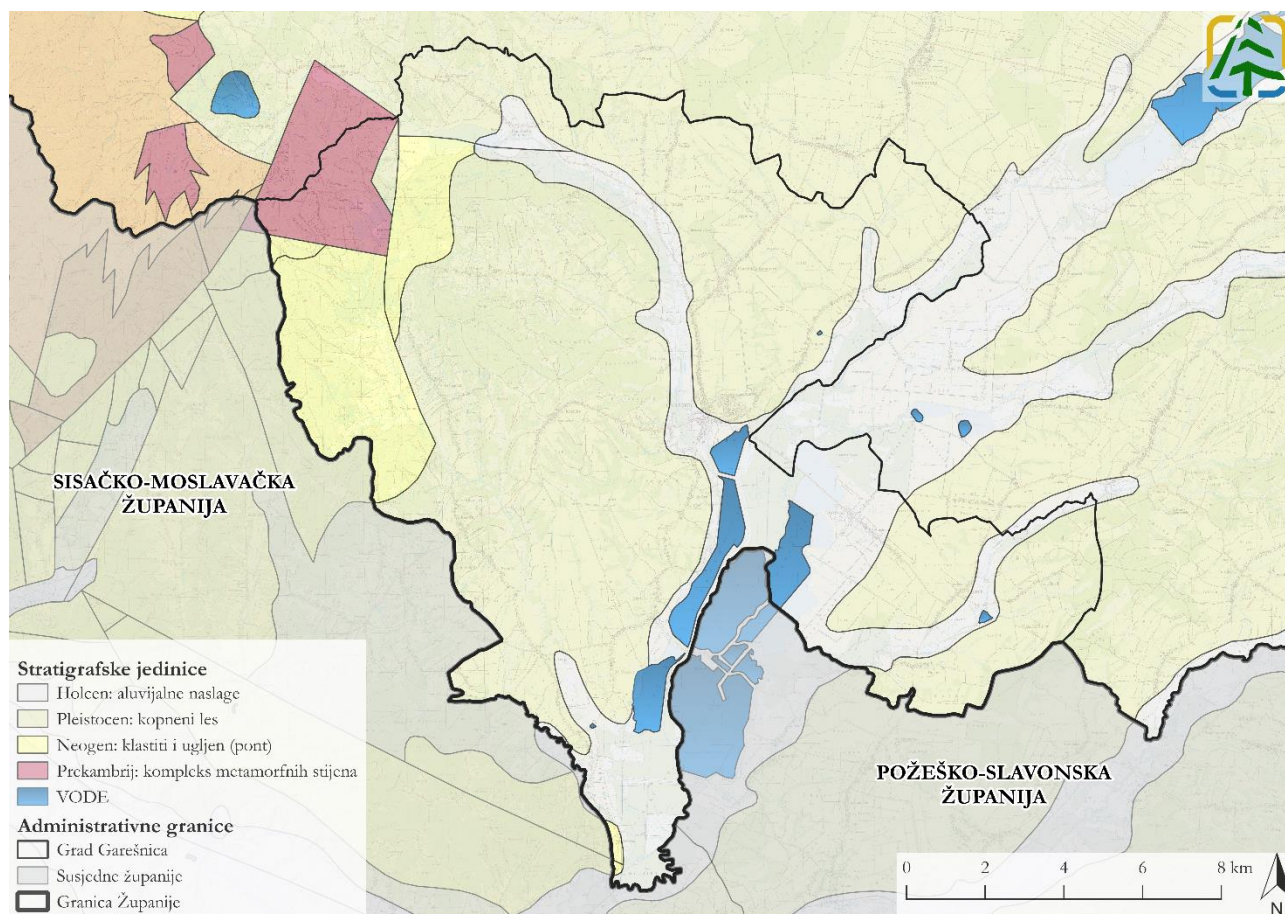 SISAČKO-MOSLAVAČKA
ŽUPANIJA
POŽEŠKO-SLAVONSKA
ŽUPANIJA
Stratigrafske jedinice
Holcen: aluvijalne naslage
Pleistocen: kopneni les
Neogen: klastiti i ugljen (pont)
Prekambrij: kompleks metamorfnih stijena
VODE
Administrativne granice
Grad Garešnica
Susjedne županije
Granica Županije
0 2 4 6 8 km
N